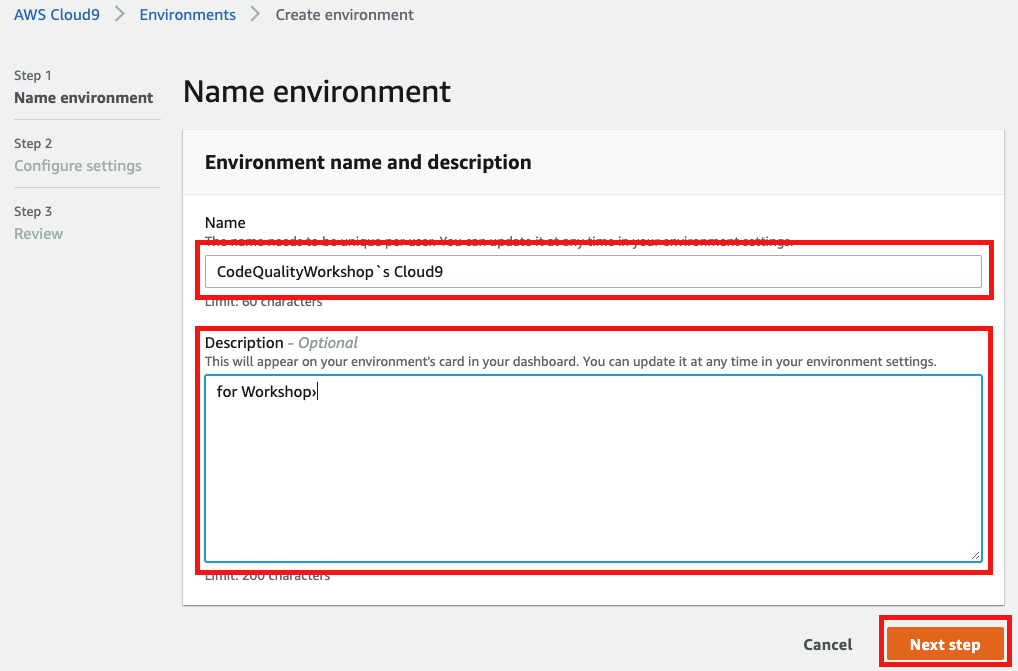 AWS Cloud9 > Environments > Create environment
Step 1
Name environment
Step 2
Configure settings
Step 3
Review
Name environment
Environment name and description
Name
The name needs to be unique per user. You can update it at any time in your environment settings.
CodeQualityWorkshop`s Cloud9
Limit: 60 characters
Description - Optional
This will appear on your environment's card in your dashboard. You can update it at any time in your environment settings.
for Workshop›
Limit: 200 characters
Cancel
Next step